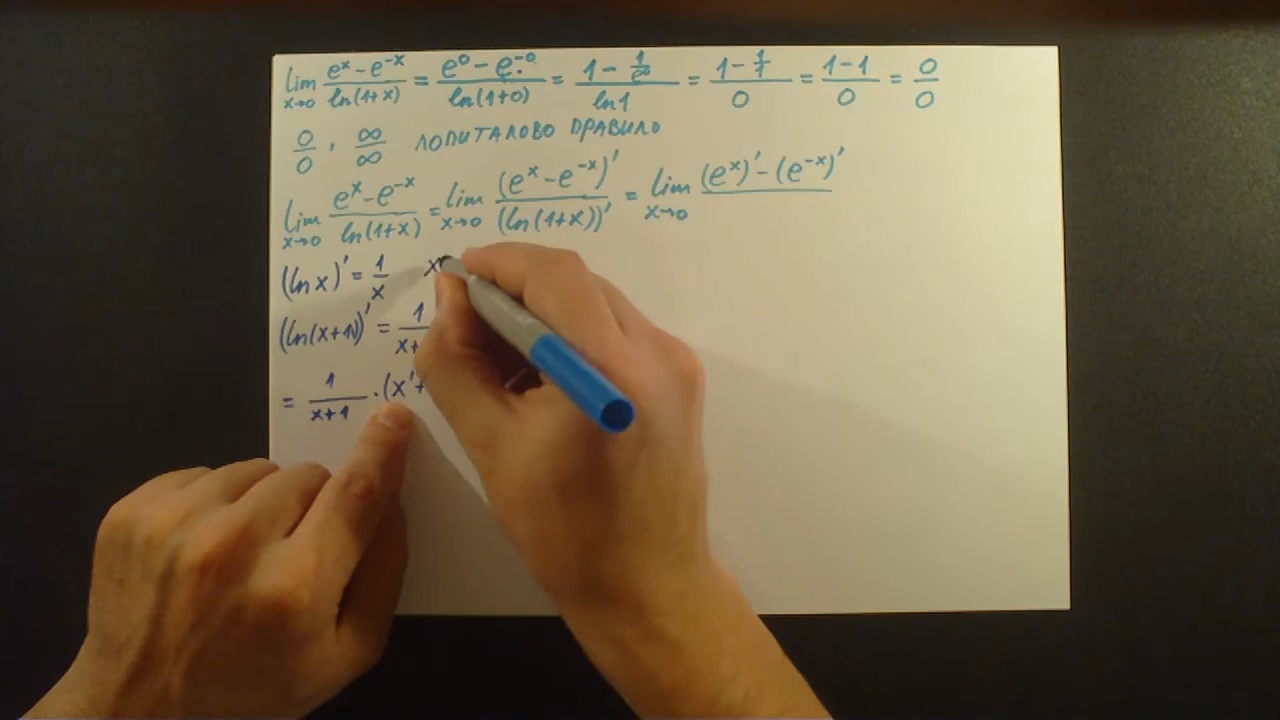 lim x→0 (e^x − e^−x)/(ln(1+x)) = (e^0 − e^−0)/(ln(1+0)) = (1 − 1/e^0)/(ln1) = (1 − 1/1)/0 = (1−1)/0 = 0/0
0/0 , ∞/∞ ЛОПИТАЛОВО ПРАВИЛО
lim x→0 (e^x − e^−x)/(ln(1+x)) = lim x→0 (e^x − e^−x)'/(ln(1+x))' = lim x→0 (e^x)' − (e^−x)'
(ln x)' = 1/x x
(ln(x+1))' = 1/x+
= 1/(x+1) · (x'+